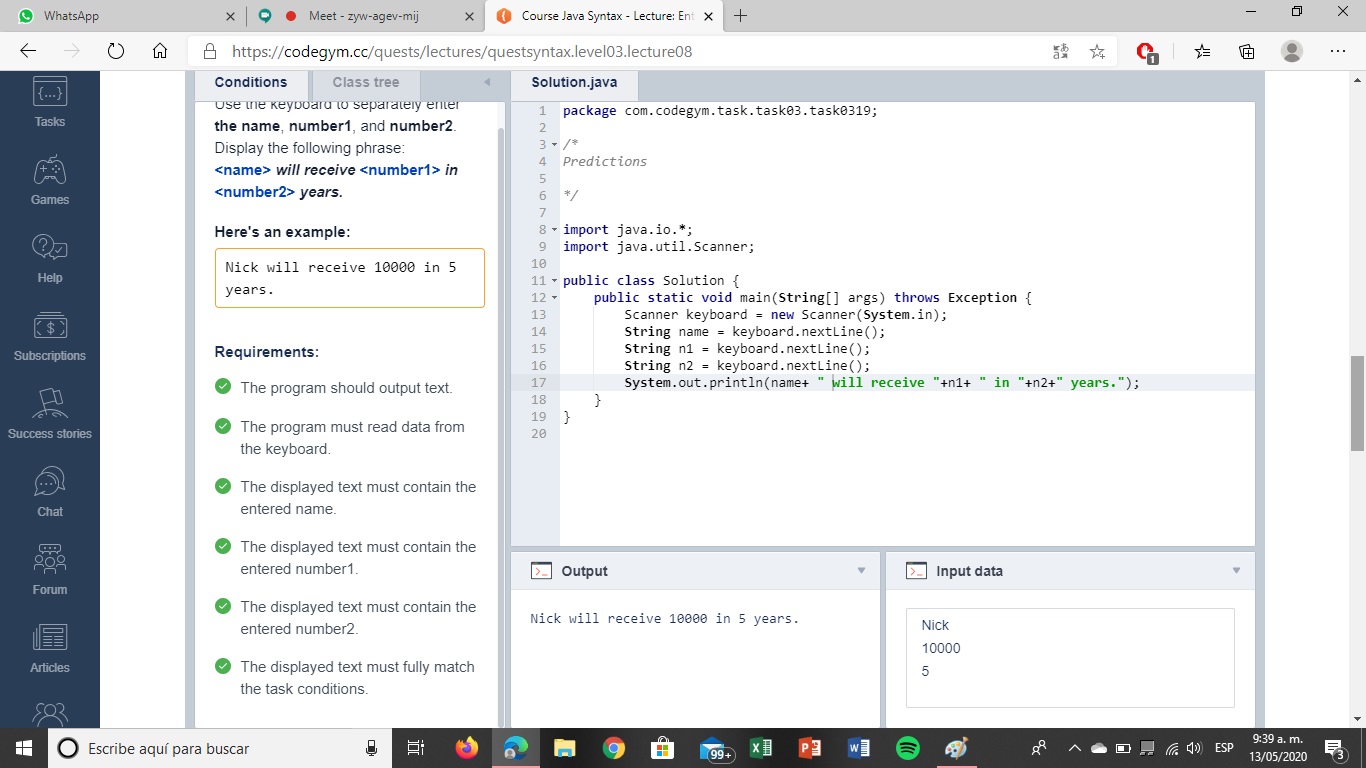 WhatsApp
Meet - zyw-agev-mij
Course Java Syntax - Lecture: Ent
https://codegym.cc/quests/lectures/questsyntax.level03.lecture08
1
{...}
Tasks
Games
Help
Subscriptions
Success stories
Chat
Forum
Articles
Conditions
Class tree
Use the keyboard to separately enter
the name, number1, and number2.
Display the following phrase:
<name> will receive <number1> in
<number2> years.
Here's an example:
Nick will receive 10000 in 5
years.
Requirements:
The program should output text.
The program must read data from
the keyboard.
The displayed text must contain the
entered name.
The displayed text must contain the
entered number1.
The displayed text must contain the
entered number2.
The displayed text must fully match
the task conditions.
Solution.java
1 package com.codegym.task.task03.task0319;
2
3 /*
4 Predictions
5
6 */
7
8 import java.io.*;
9 import java.util.Scanner;
10
11 public class Solution {
12 public static void main(String[] args) throws Exception {
13 Scanner keyboard = new Scanner(System.in);
14 String name = keyboard.nextLine();
15 String n1 = keyboard.nextLine();
16 String n2 = keyboard.nextLine();
17 System.out.println(name+ " will receive "+n1+ " in "+n2+" years.");
18 }
19 }
20
Output
Nick will receive 10000 in 5 years.
Input data
Nick
10000
5
Escribe aquí para buscar
99+
ESP
9:39 a. m.
13/05/2020
3